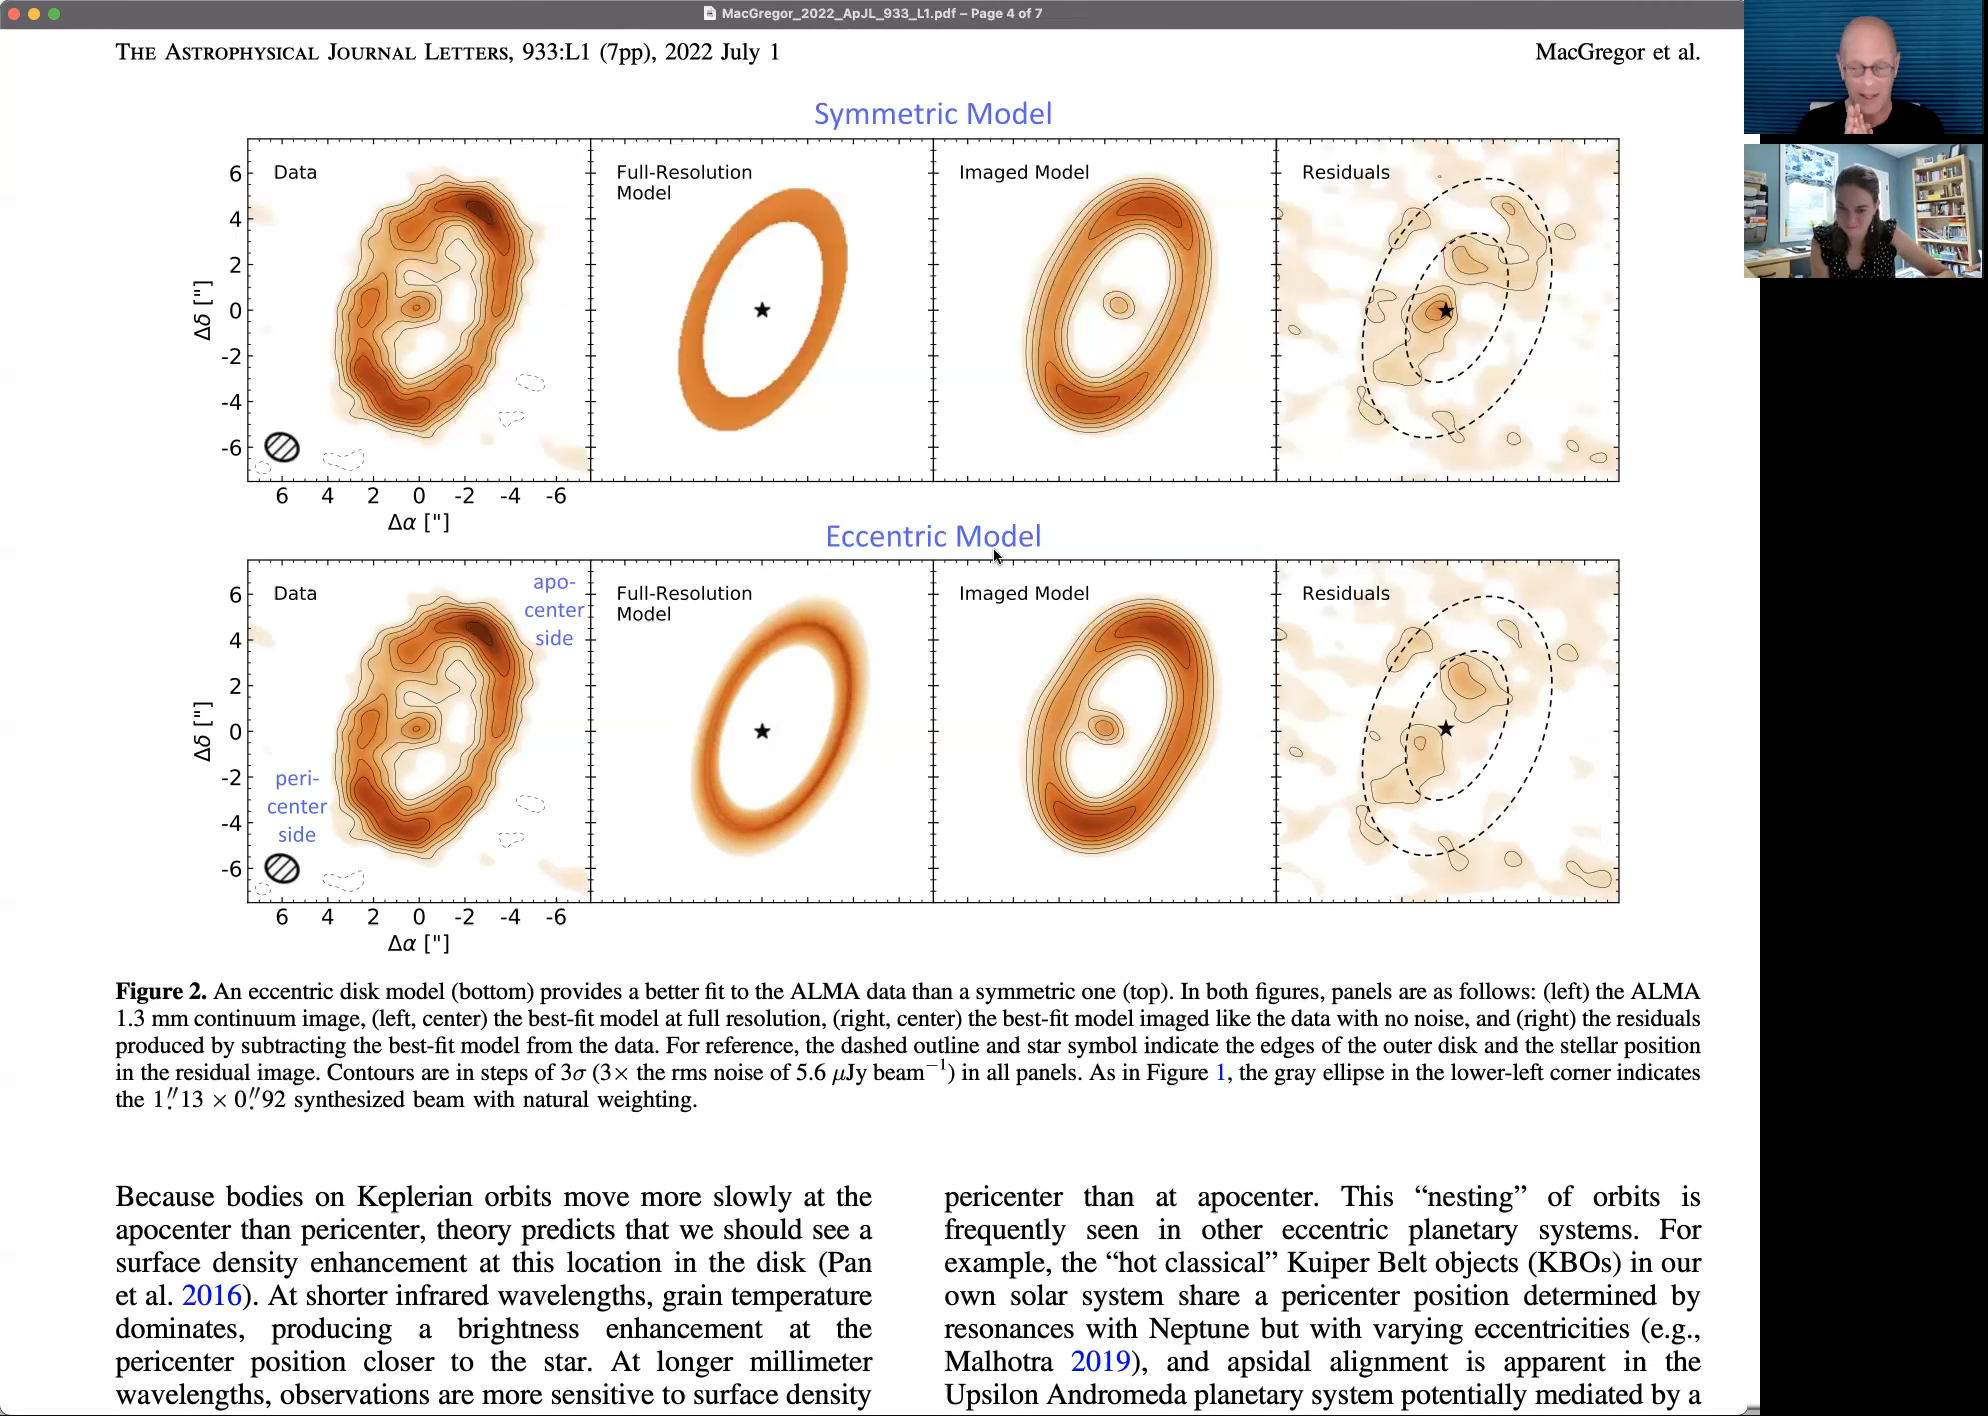 MacGregor_2022_ApJL_933_L1.pdf – Page 4 of 7
The Astrophysical Journal Letters, 933:L1 (7pp), 2022 July 1
MacGregor et al.
Symmetric Model
Data
Full-Resolution
Model
Imaged Model
Residuals
6
4
2
0
-2
-4
-6
Δδ ["]
6 4 2 0 -2 -4 -6
Δα ["]
Eccentric Model
Data
apo-
center
side
peri-
center
side
Full-Resolution
Model
Imaged Model
Residuals
6
4
2
0
-2
-4
-6
Δδ ["]
6 4 2 0 -2 -4 -6
Δα ["]
Figure 2. An eccentric disk model (bottom) provides a better fit to the ALMA data than a symmetric one (top). In both figures, panels are as follows: (left) the ALMA
1.3 mm continuum image, (left, center) the best-fit model at full resolution, (right, center) the best-fit model imaged like the data with no noise, and (right) the residuals
produced by subtracting the best-fit model from the data. For reference, the dashed outline and star symbol indicate the edges of the outer disk and the stellar position
in the residual image. Contours are in steps of 3σ (3× the rms noise of 5.6 μJy beam⁻¹) in all panels. As in Figure 1, the gray ellipse in the lower-left corner indicates
the 1.″13 × 0.″92 synthesized beam with natural weighting.
Because bodies on Keplerian orbits move more slowly at the
apocenter than pericenter, theory predicts that we should see a
surface density enhancement at this location in the disk (Pan
et al. 2016). At shorter infrared wavelengths, grain temperature
dominates, producing a brightness enhancement at the
pericenter position closer to the star. At longer millimeter
wavelengths, observations are more sensitive to surface density
pericenter than at apocenter. This “nesting” of orbits is
frequently seen in other eccentric planetary systems. For
example, the “hot classical” Kuiper Belt objects (KBOs) in our
own solar system share a pericenter position determined by
resonances with Neptune but with varying eccentricities (e.g.,
Malhotra 2019), and apsidal alignment is apparent in the
Upsilon Andromeda planetary system potentially mediated by a